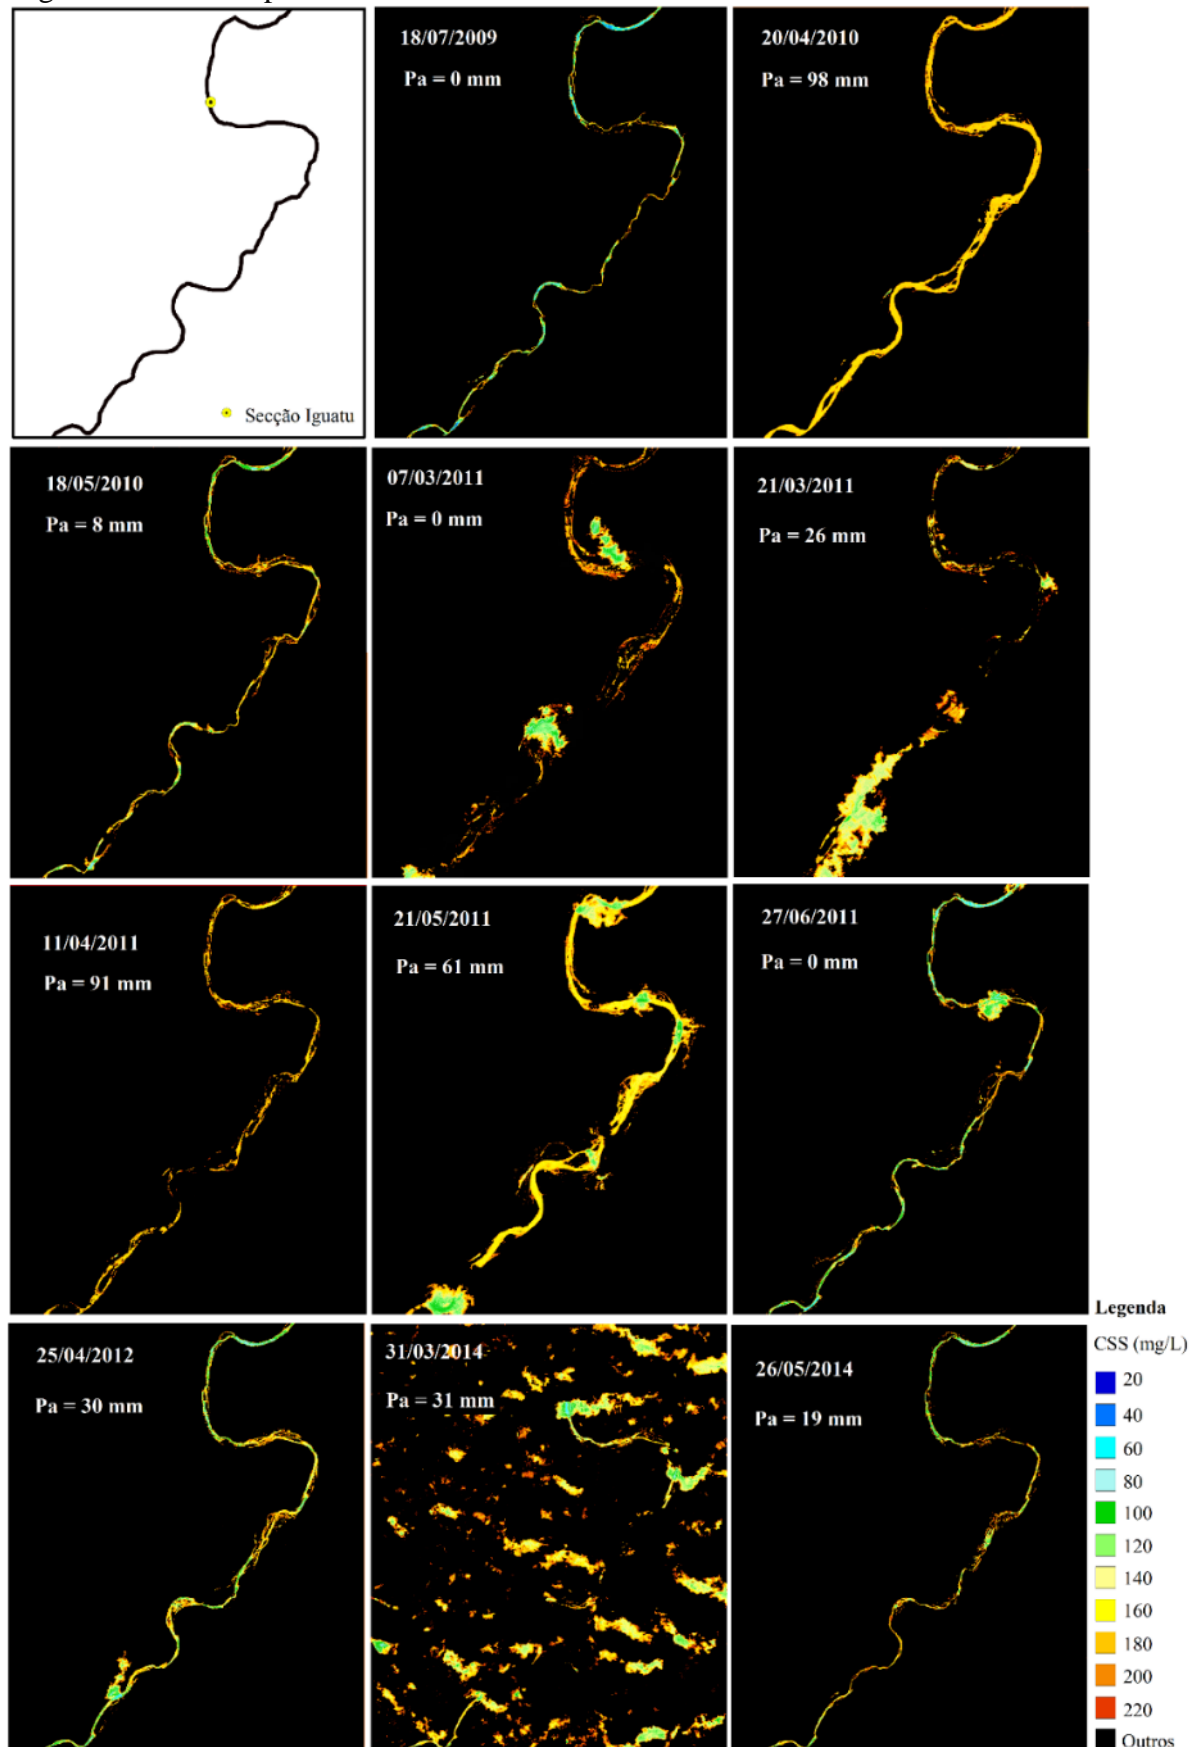 Secção Iguatu
18/07/2009
Pa = 0 mm
20/04/2010
Pa = 98 mm
18/05/2010
Pa = 8 mm
07/03/2011
Pa = 0 mm
21/03/2011
Pa = 26 mm
11/04/2011
Pa = 91 mm
21/05/2011
Pa = 61 mm
27/06/2011
Pa = 0 mm
25/04/2012
Pa = 30 mm
31/03/2014
Pa = 31 mm
26/05/2014
Pa = 19 mm
Legenda
CSS (mg/L)
20
40
60
80
100
120
140
160
180
200
220
Outros